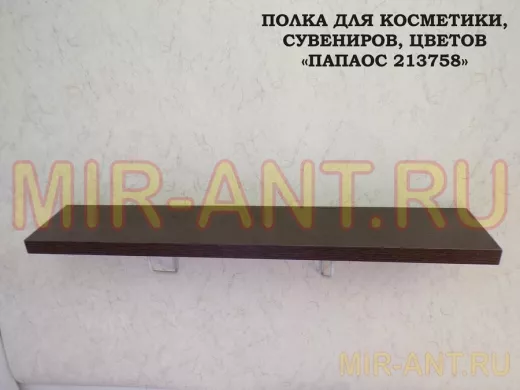 ПОЛКА ДЛЯ КОСМЕТИКИ,
СУВЕНИРОВ, ЦВЕТОВ
«ПАПАОС 213758»
MIR-ANT.RU
MIR-ANT.RU